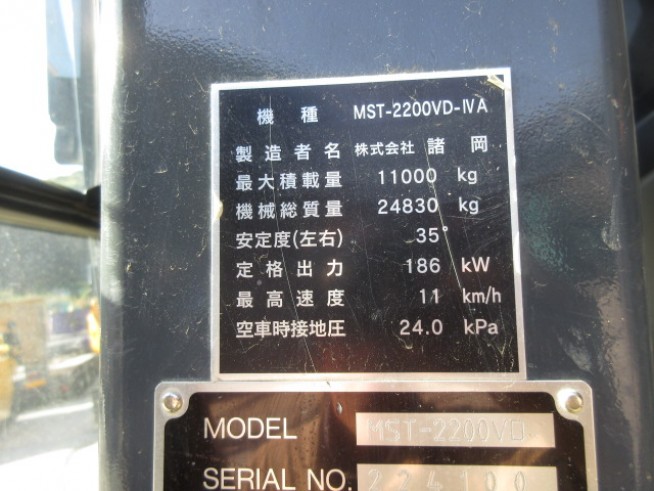 機種 MST-2200VD-ⅣA
製造者名 株式会社 諸岡
最大積載量 11000 kg
機械総質量 24830 kg
安定度(左右) 35°
定格出力 186 kW
最高速度 11 km/h
空車時接地圧 24.0 kPa
MODEL MST-2200VD
SERIAL NO. 224100